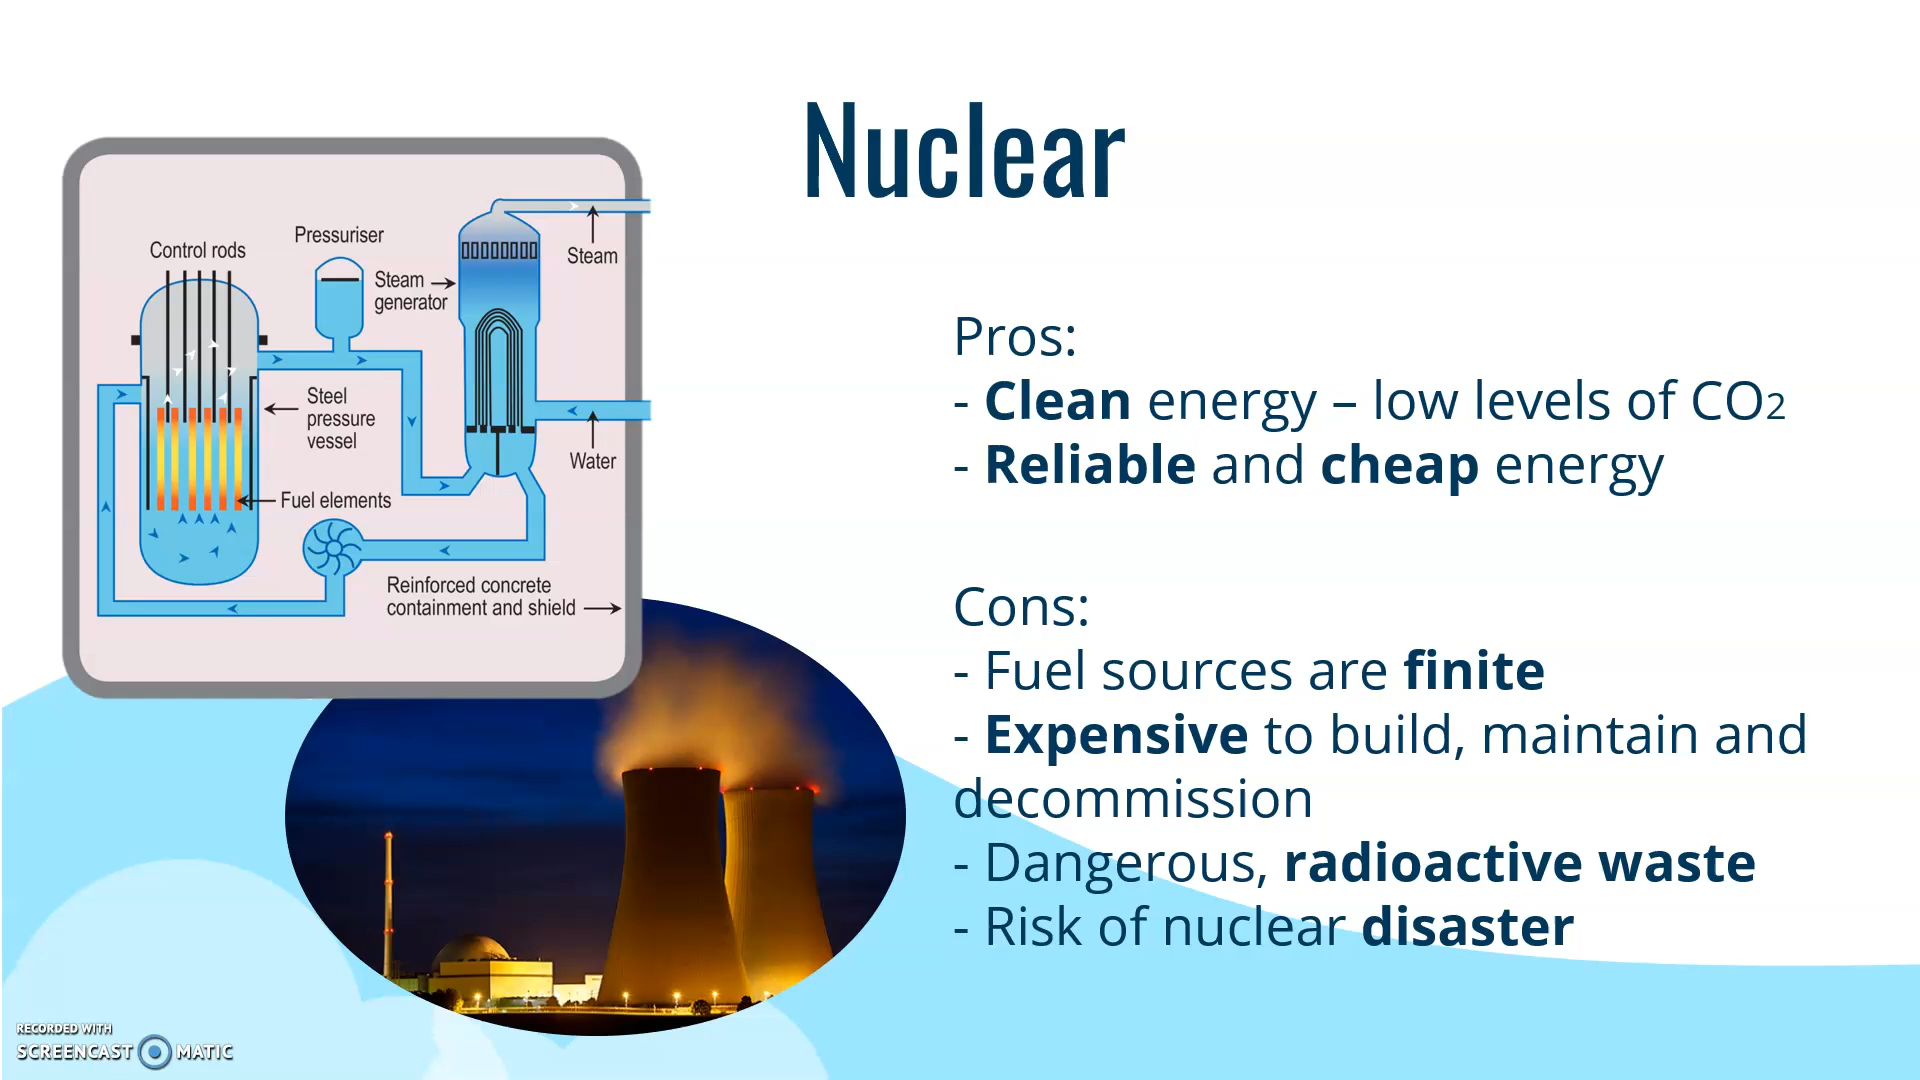 Nuclear
Control rods
Pressuriser
Steam
generator
Steam
Steel
pressure
vessel
Water
Fuel elements
Reinforced concrete
containment and shield
Pros:
- Clean energy – low levels of CO2
- Reliable and cheap energy
Cons:
- Fuel sources are finite
- Expensive to build, maintain and
decommission
- Dangerous, radioactive waste
- Risk of nuclear disaster
RECORDED WITH
SCREENCAST MATIC